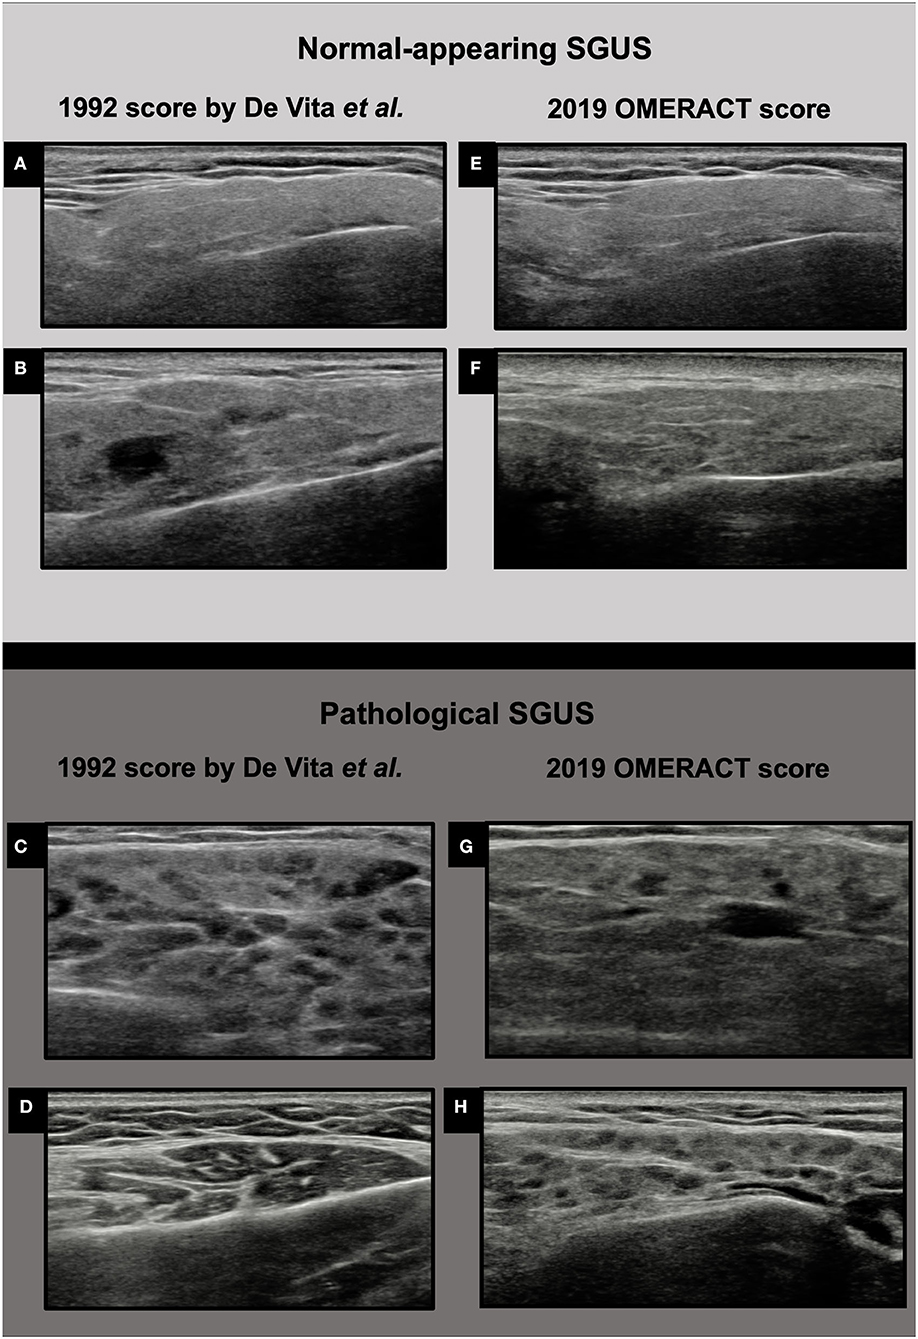 Normal-appearing SGUS
1992 score by De Vita et al.
2019 OMERACT score
A
E
B
F
Pathological SGUS
1992 score by De Vita et al.
2019 OMERACT score
C
G
D
H